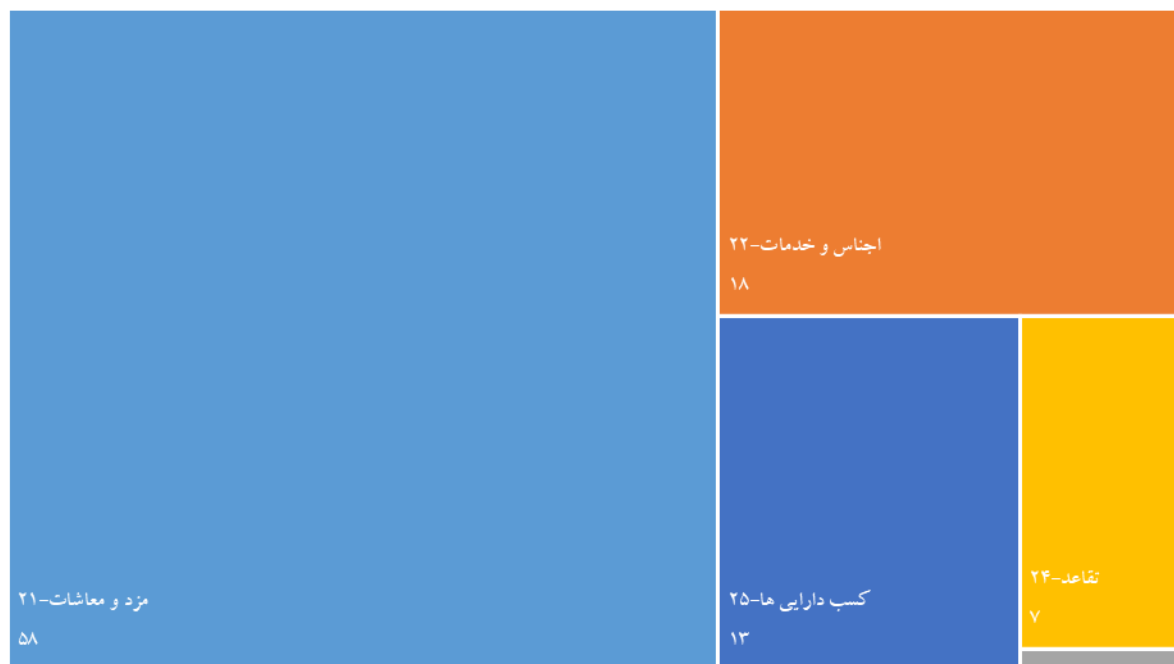 مزد و معاشات-۲۱
۵۸
اجناس و خدمات-۲۲
۱۸
کسب دارایی ها-۲۵
۱۳
تقاعد-۲۴
۷